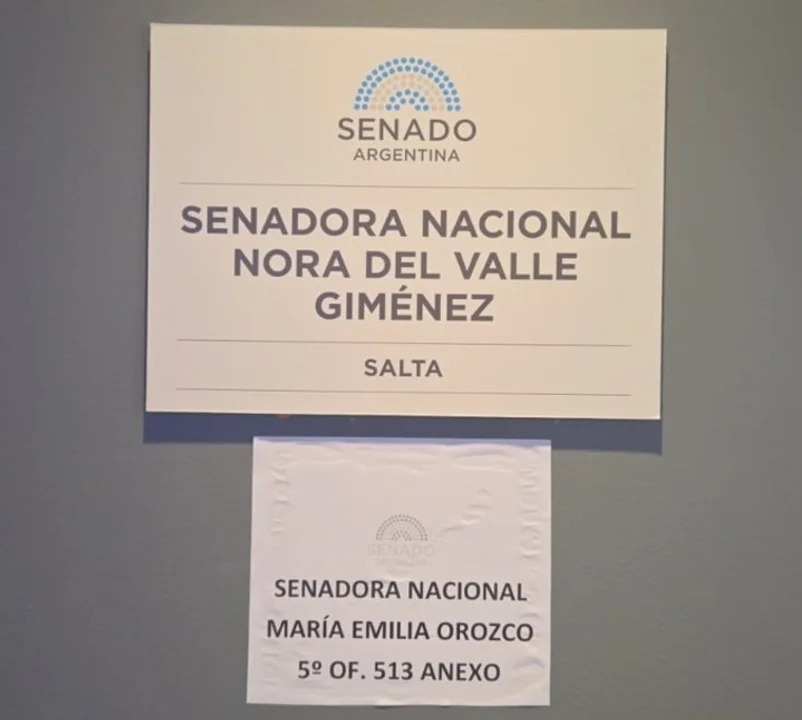 SENADO
ARGENTINA
SENADORA NACIONAL
NORA DEL VALLE
GIMÉNEZ
SALTA
SENADO
SENADORA NACIONAL
MARÍA EMILIA OROZCO
5º OF. 513 ANEXO